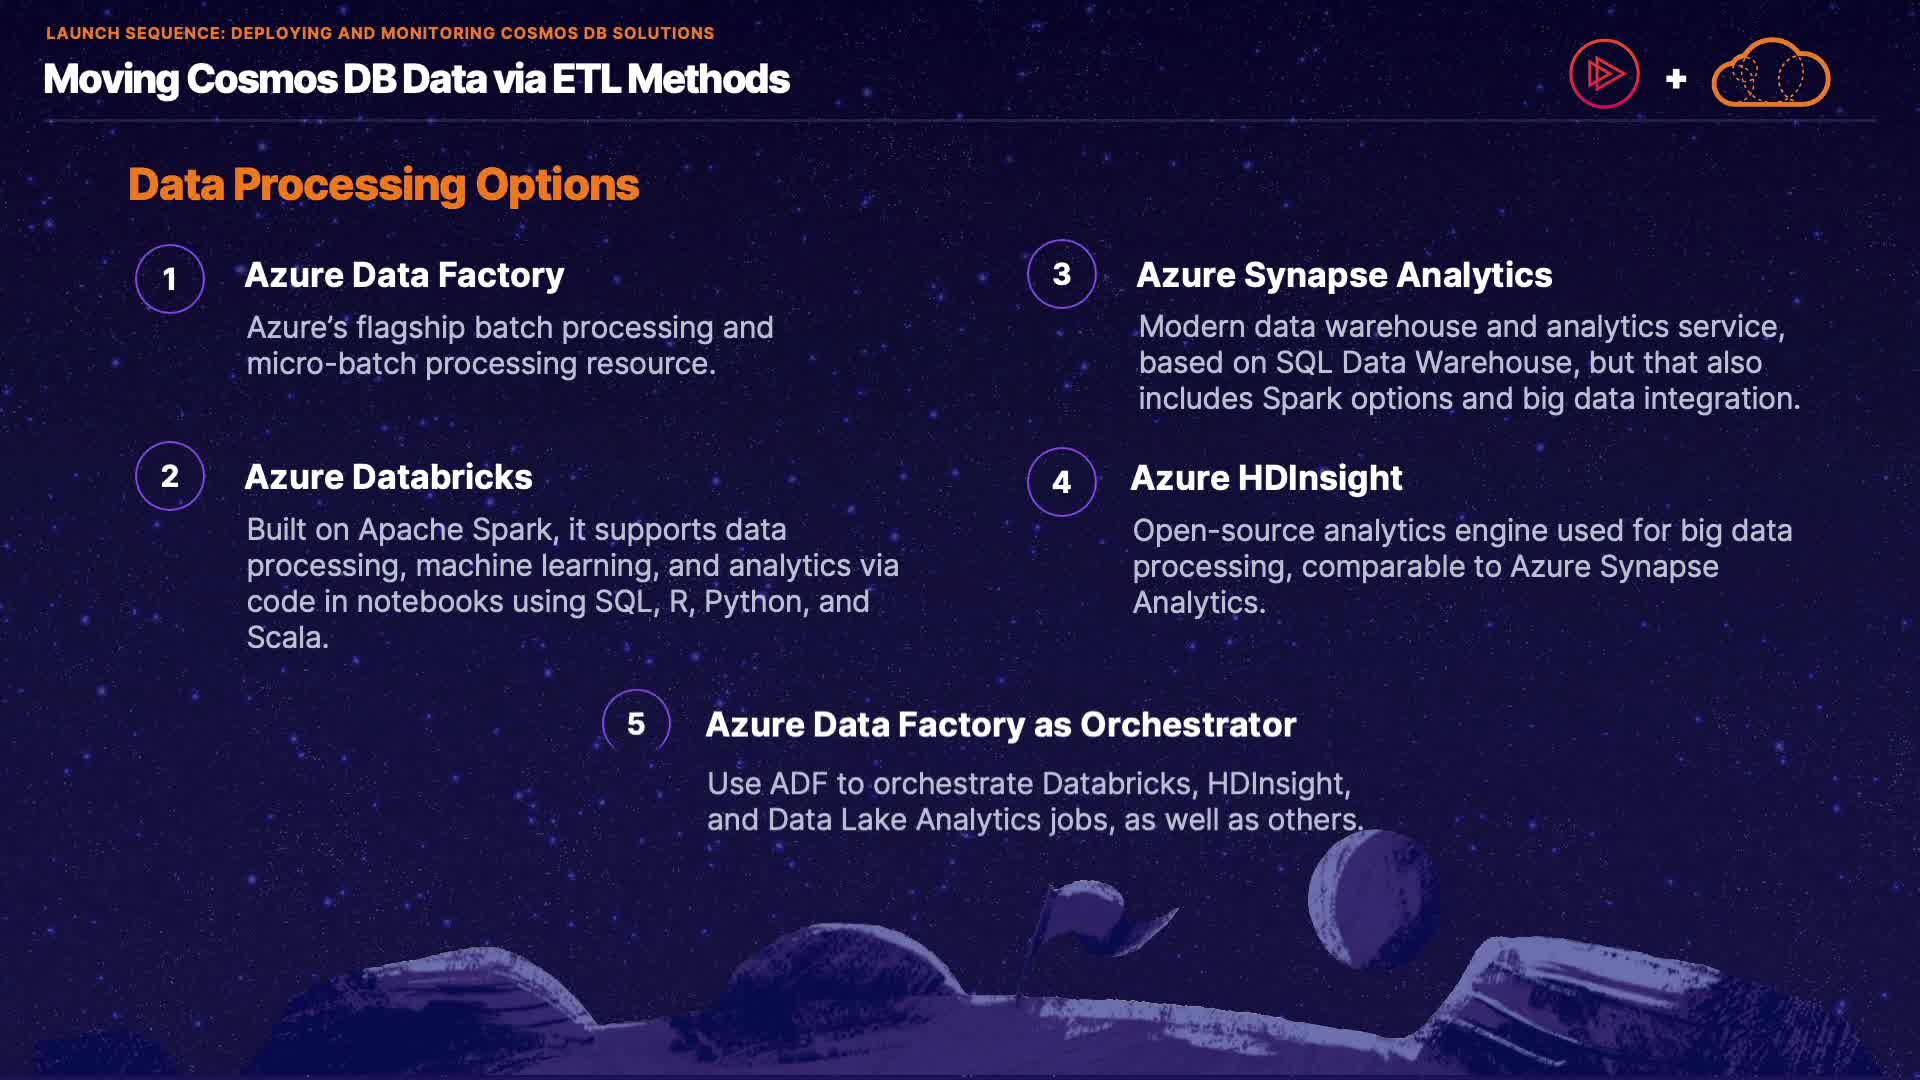 LAUNCH SEQUENCE: DEPLOYING AND MONITORING COSMOS DB SOLUTIONS
Moving Cosmos DB Data via ETL Methods
+
Data Processing Options
1
Azure Data Factory
Azure’s flagship batch processing and
micro-batch processing resource.
2
Azure Databricks
Built on Apache Spark, it supports data
processing, machine learning, and analytics via
code in notebooks using SQL, R, Python, and
Scala.
3
Azure Synapse Analytics
Modern data warehouse and analytics service,
based on SQL Data Warehouse, but that also
includes Spark options and big data integration.
4
Azure HDInsight
Open-source analytics engine used for big data
processing, comparable to Azure Synapse
Analytics.
5
Azure Data Factory as Orchestrator
Use ADF to orchestrate Databricks, HDInsight,
and Data Lake Analytics jobs, as well as others.